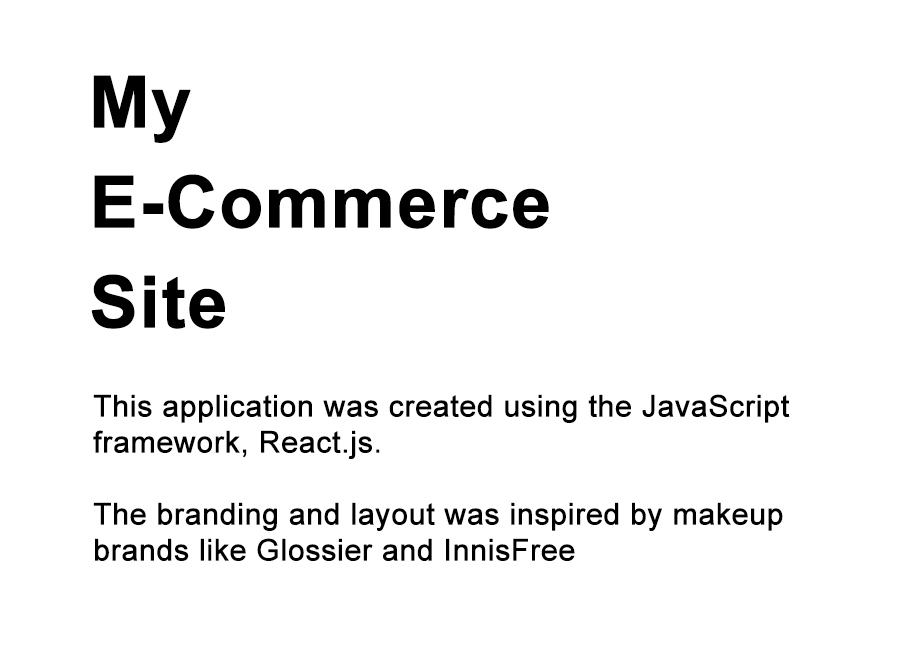 My
E-Commerce
Site
This application was created using the JavaScript
framework, React.js.
The branding and layout was inspired by makeup
brands like Glossier and InnisFree